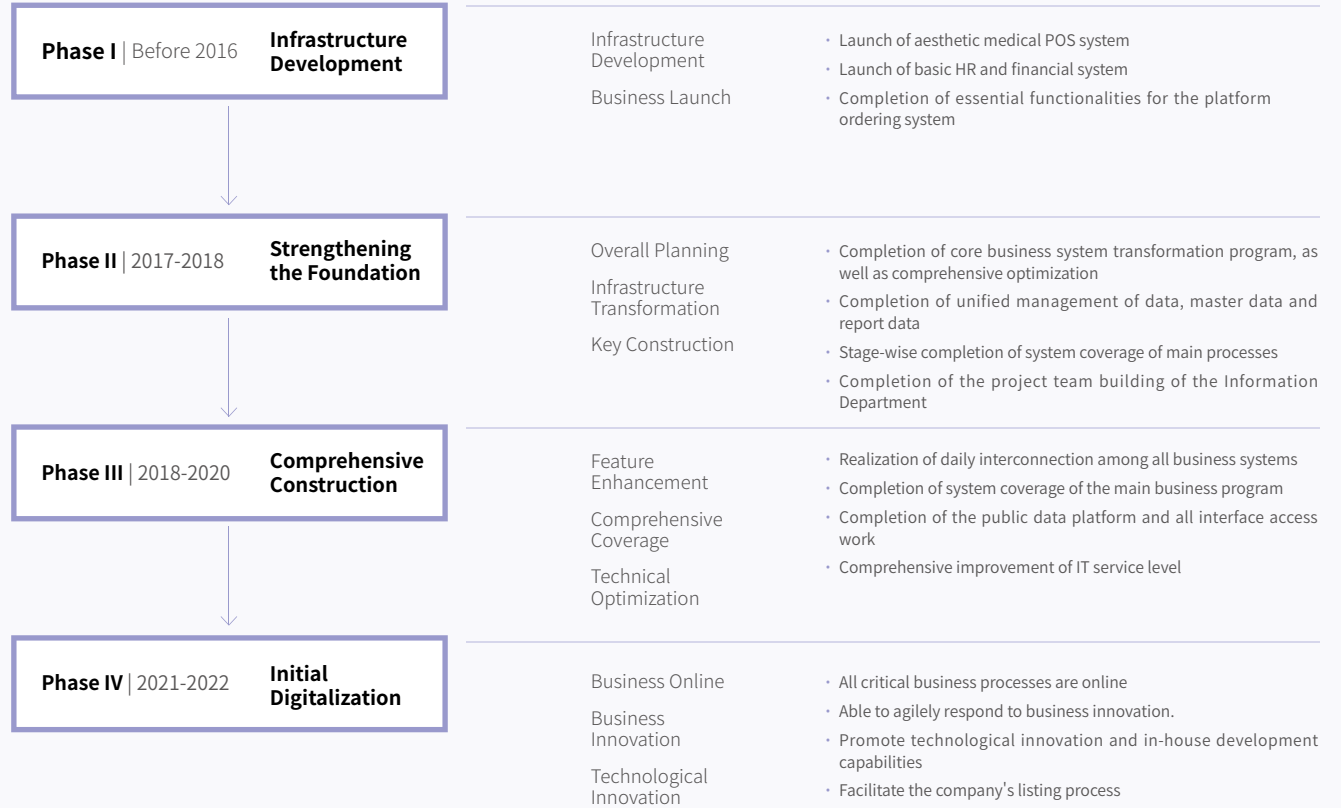 Phase I | Before 2016
Infrastructure
Development
Infrastructure
Development
Business Launch
· Launch of aesthetic medical POS system
· Launch of basic HR and financial system
· Completion of essential functionalities for the platform
ordering system
Phase II | 2017-2018
Strengthening
the Foundation
Overall Planning
Infrastructure
Transformation
Key Construction
· Completion of core business system transformation program, as
well as comprehensive optimization
· Completion of unified management of data, master data and
report data
· Stage-wise completion of system coverage of main processes
· Completion of the project team building of the Information
Department
Phase III | 2018-2020
Comprehensive
Construction
Feature
Enhancement
Comprehensive
Coverage
Technical
Optimization
· Realization of daily interconnection among all business systems
· Completion of system coverage of the main business program
· Completion of the public data platform and all interface access
work
· Comprehensive improvement of IT service level
Phase IV | 2021-2022
Initial
Digitalization
Business Online
Business
Innovation
Technological
Innovation
· All critical business processes are online
· Able to agilely respond to business innovation.
· Promote technological innovation and in-house development
capabilities
· Facilitate the company's listing process